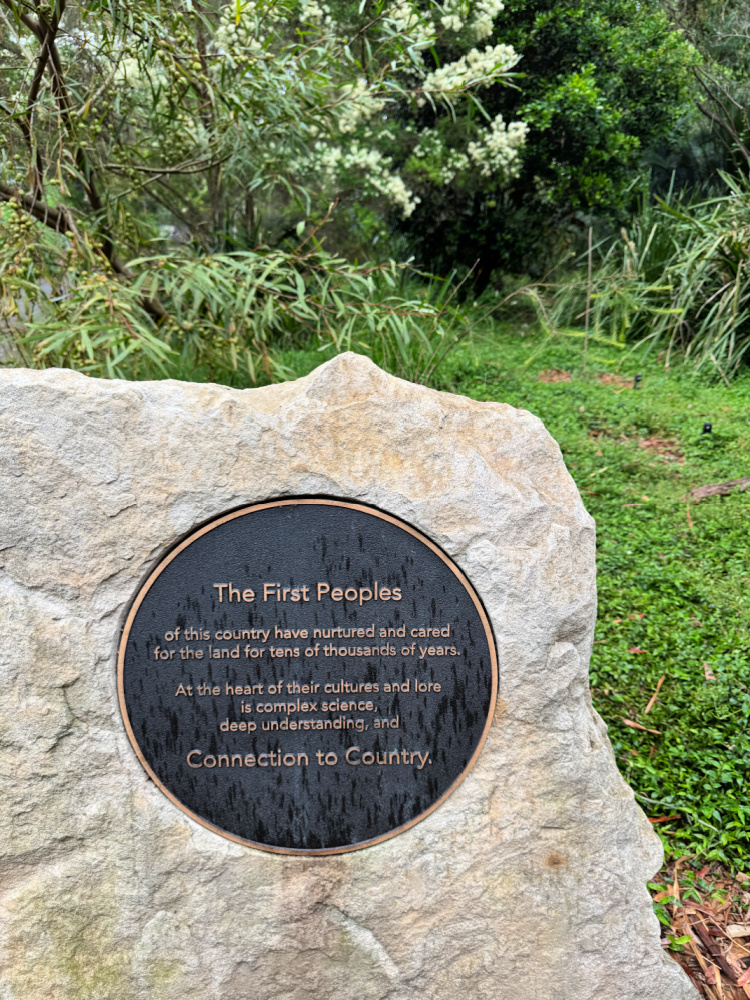 The First Peoples
of this country have nurtured and cared
for the land for tens of thousands of years.
At the heart of their cultures and lore
is complex science,
deep understanding, and
Connection to Country.